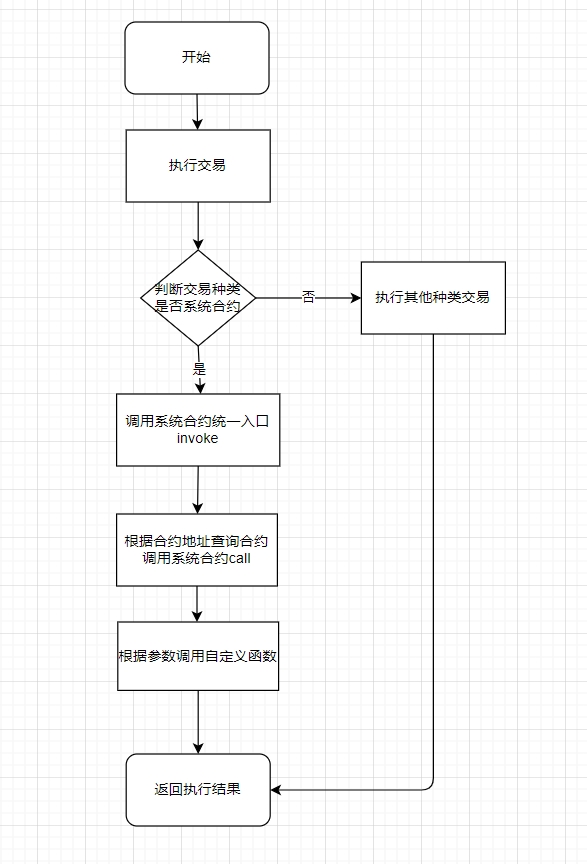 开始
执行交易
判断交易种类
是否系统合约
否
执行其他种类交易
是
调用系统合约统一入口
invoke
根据合约地址查询合约
调用系统合约call
根据参数调用自定义函数
返回执行结果